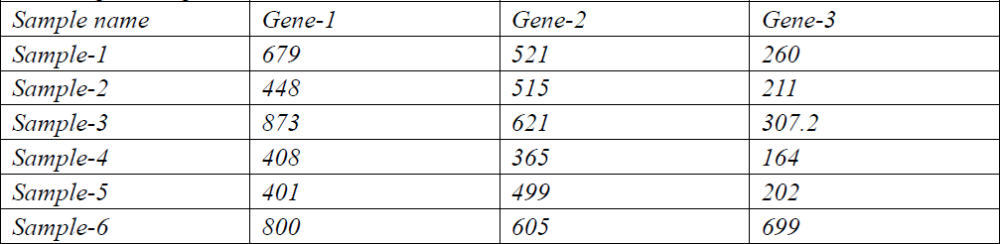 Sample name Gene-1 Gene-2 Gene-3
Sample-1 679 521 260
Sample-2 448 515 211
Sample-3 873 621 307.2
Sample-4 408 365 164
Sample-5 401 499 202
Sample-6 800 605 699